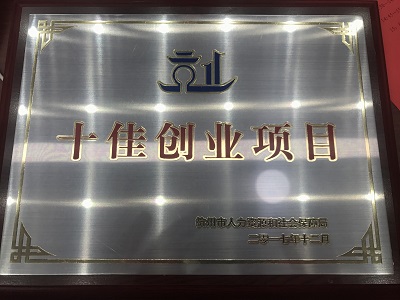 十佳创业项目
徐州市人力资源和社会保障局
二〇一七年十二月